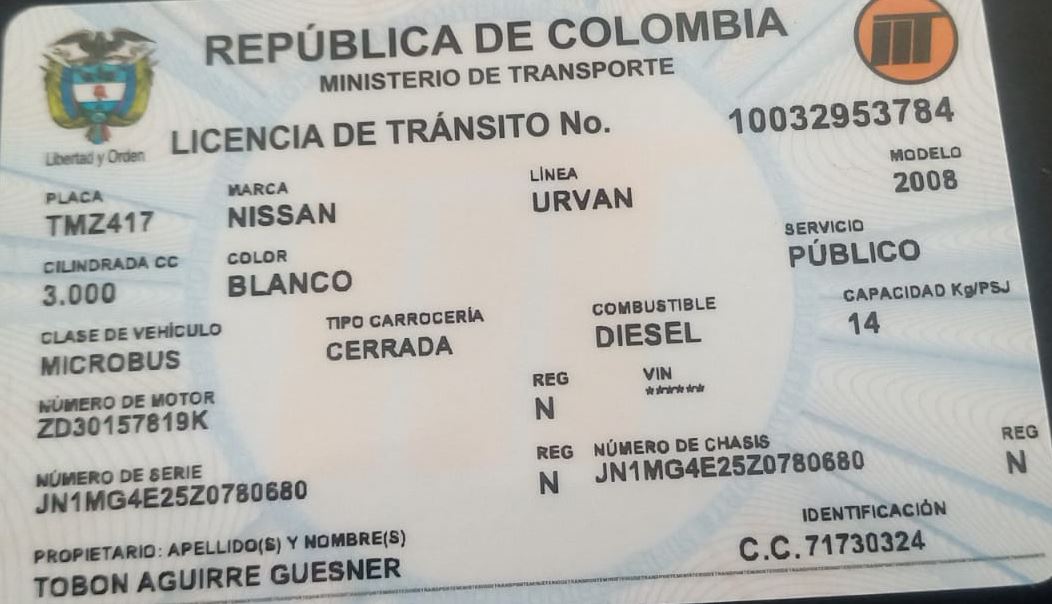 REPÚBLICA DE COLOMBIA
MINISTERIO DE TRANSPORTE
Libertad y Orden
LICENCIA DE TRÁNSITO No. 10032953784
PLACA MARCA LÍNEA MODELO
TMZ417 NISSAN URVAN 2008
CILINDRADA CC COLOR SERVICIO
3.000 BLANCO PÚBLICO
CLASE DE VEHÍCULO TIPO CARROCERÍA COMBUSTIBLE CAPACIDAD Kg/PSJ
MICROBUS CERRADA DIESEL 14
NÚMERO DE MOTOR REG VIN
ZD30157819K N ******
NÚMERO DE SERIE REG NÚMERO DE CHASIS REG
JN1MG4E25Z0780680 N JN1MG4E25Z0780680 N
PROPIETARIO: APELLIDO(S) Y NOMBRE(S) IDENTIFICACIÓN
TOBON AGUIRRE GUESNER C.C.71730324